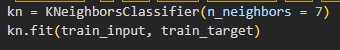 kn = KNeighborsClassifier(n_neighbors = 7)
kn.fit(train_input, train_target)